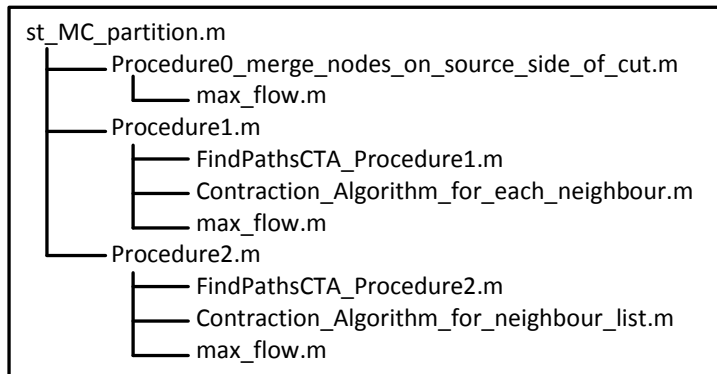 st_MC_partition.m
Procedure0_merge_nodes_on_source_side_of_cut.m
max_flow.m
Procedure1.m
FindPathsCTA_Procedure1.m
Contraction_Algorithm_for_each_neighbour.m
max_flow.m
Procedure2.m
FindPathsCTA_Procedure2.m
Contraction_Algorithm_for_neighbour_list.m
max_flow.m